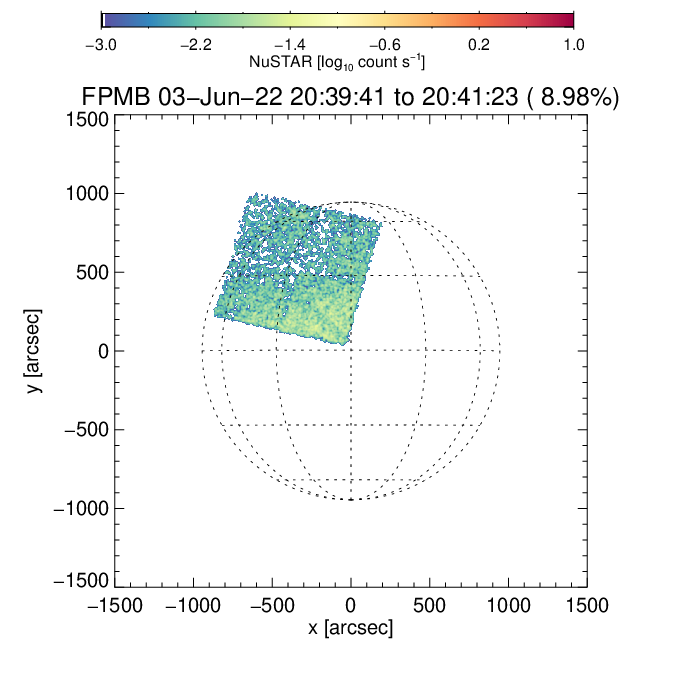 −3.0 −2.2 −1.4 −0.6 0.2 1.0
NuSTAR [log₁₀ count s⁻¹]
FPMB 03−Jun−22 20:39:41 to 20:41:23 ( 8.98%)
1500
1000
500
0
−500
−1000
−1500
y [arcsec]
−1500 −1000 −500 0 500 1000 1500
x [arcsec]